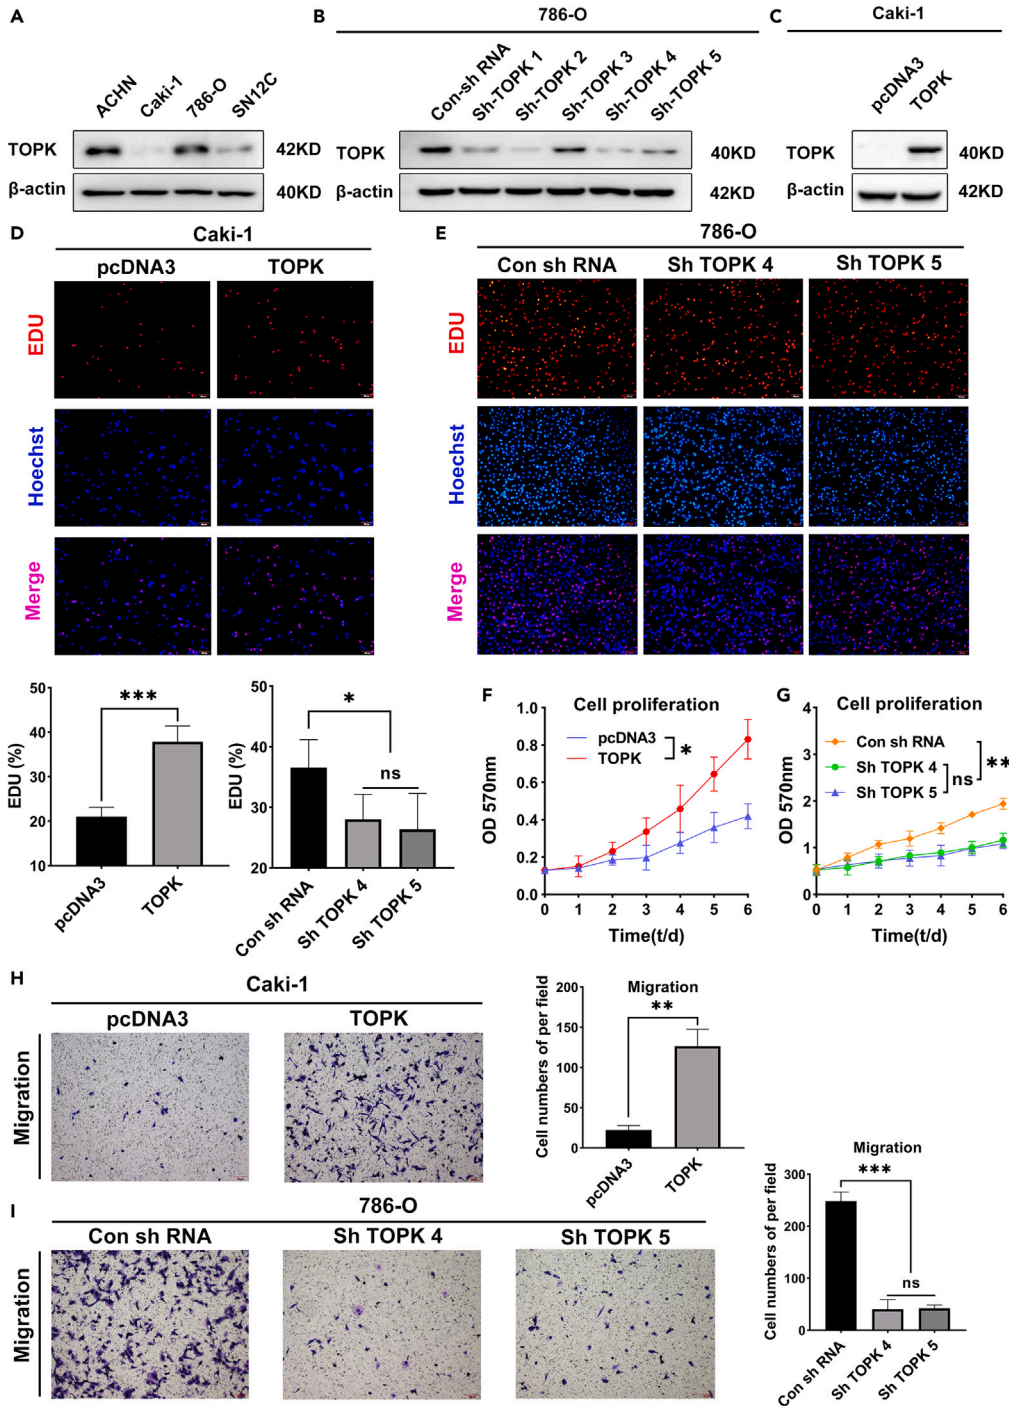 A
ACHN
Caki-1
786-O
SN12C
TOPK
42KD
β-actin
40KD
B
786-O
Con-sh RNA
Sh-TOPK 1
Sh-TOPK 2
Sh-TOPK 3
Sh-TOPK 4
Sh-TOPK 5
TOPK
40KD
β-actin
42KD
C
Caki-1
pcDNA3
TOPK
TOPK
40KD
β-actin
42KD
D
Caki-1
pcDNA3
TOPK
EDU
Hoechst
Merge
E
786-O
Con sh RNA
Sh TOPK 4
Sh TOPK 5
EDU
Hoechst
Merge
50
40
30
20
10
EDU (%)
***
pcDNA3
TOPK
50
40
30
20
EDU (%)
*
ns
Con sh RNA
Sh TOPK 4
Sh TOPK 5
F
Cell proliferation
1.0
0.8
0.6
0.4
0.2
0.0
OD 570nm
pcDNA3
TOPK
*
0 1 2 3 4 5 6
Time(t/d)
G
Cell proliferation
4
3
2
1
0
OD 570nm
Con sh RNA
Sh TOPK 4
Sh TOPK 5
ns
**
0 1 2 3 4 5 6
Time(t/d)
H
Caki-1
pcDNA3
TOPK
Migration
Migration
200
150
100
50
0
Cell numbers of per field
**
pcDNA3
TOPK
I
786-O
Con sh RNA
Sh TOPK 4
Sh TOPK 5
Migration
Migration
300
200
100
0
Cell numbers of per field
***
ns
Con sh RNA
Sh TOPK 4
Sh TOPK 5